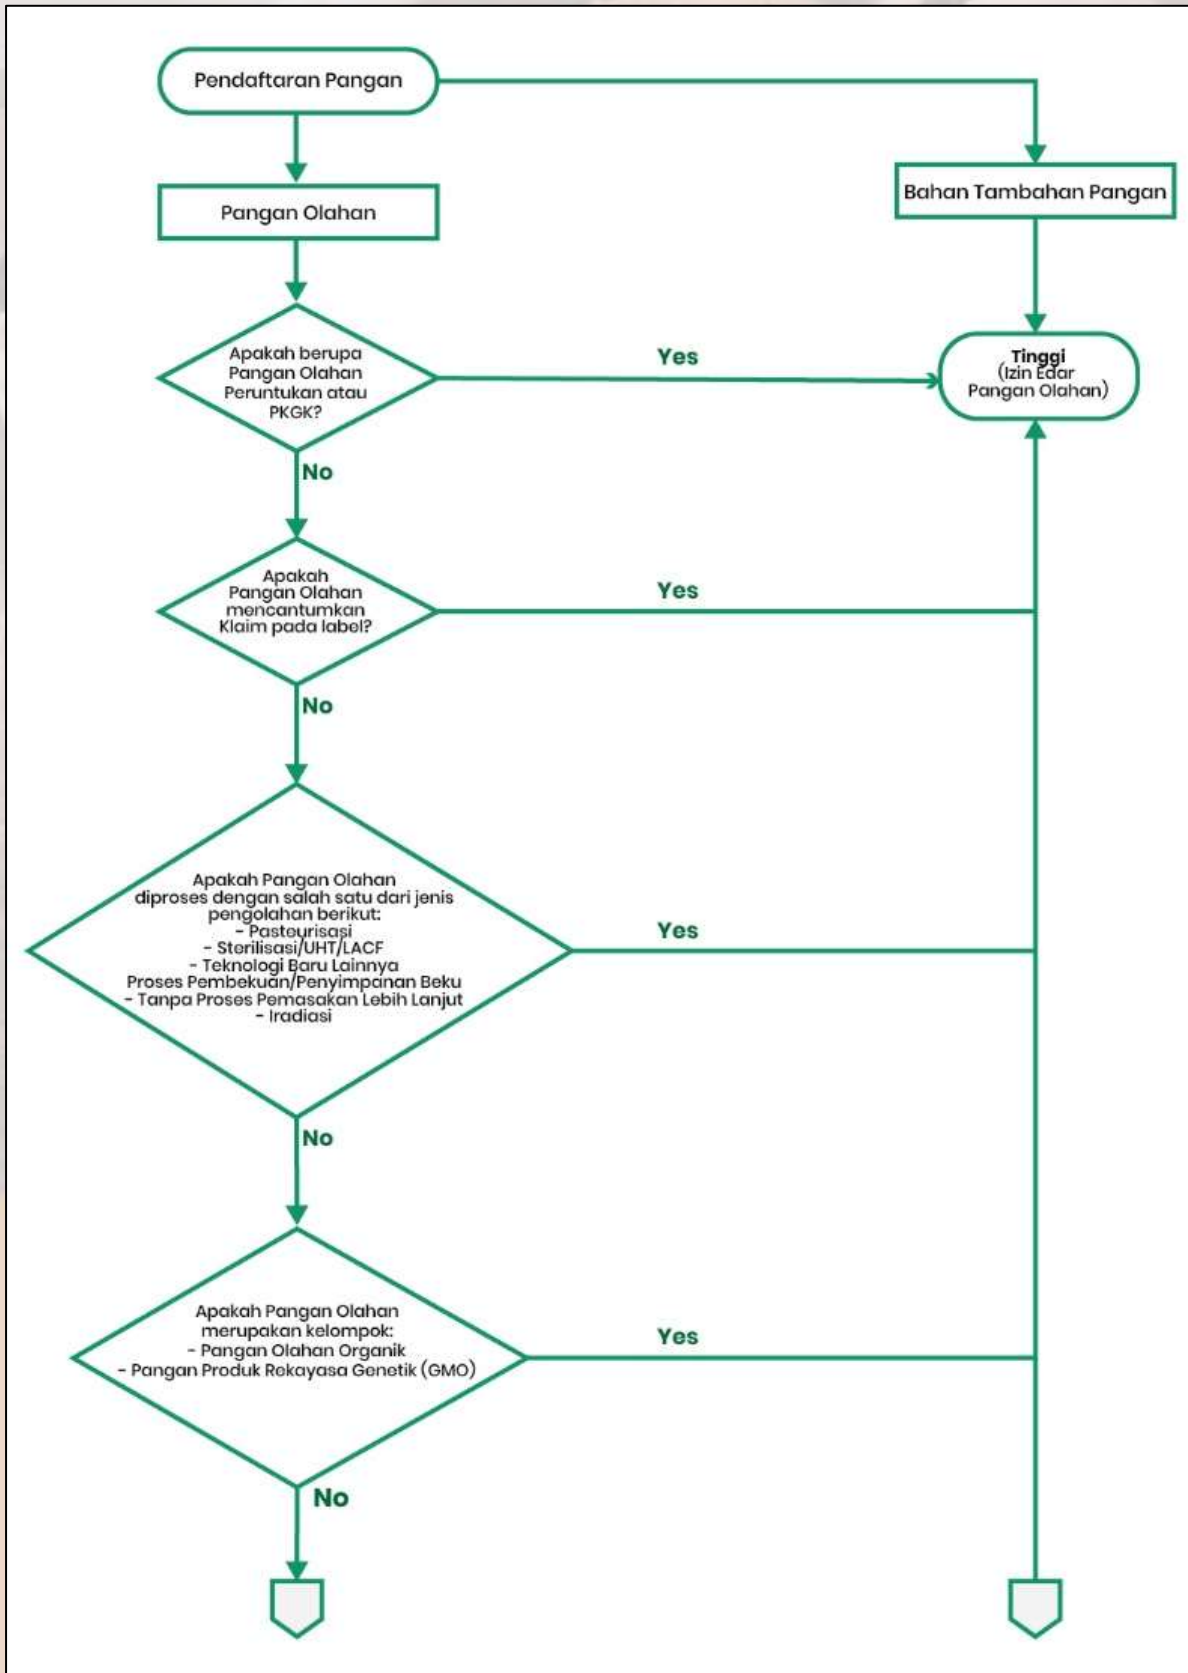 Pendaftaran Pangan
Pangan Olahan
Bahan Tambahan Pangan
Apakah berupa
Pangan Olahan
Peruntukan atau
PKGK?
Yes
Tinggi
(Izin Edar
Pangan Olahan)
No
Apakah
Pangan Olahan
mencantumkan
Klaim pada label?
Yes
No
Apakah Pangan Olahan
diproses dengan salah satu dari jenis
pengolahan berikut:
- Pasteurisasi
- Sterilisasi/UHT/LACF
- Teknologi Baru Lainnya
Proses Pembekuan/Penyimpanan Beku
- Tanpa Proses Pemasakan Lebih Lanjut
- Iradiasi
Yes
No
Apakah Pangan Olahan
merupakan kelompok:
- Pangan Olahan Organik
- Pangan Produk Rekayasa Genetik (GMO)
Yes
No